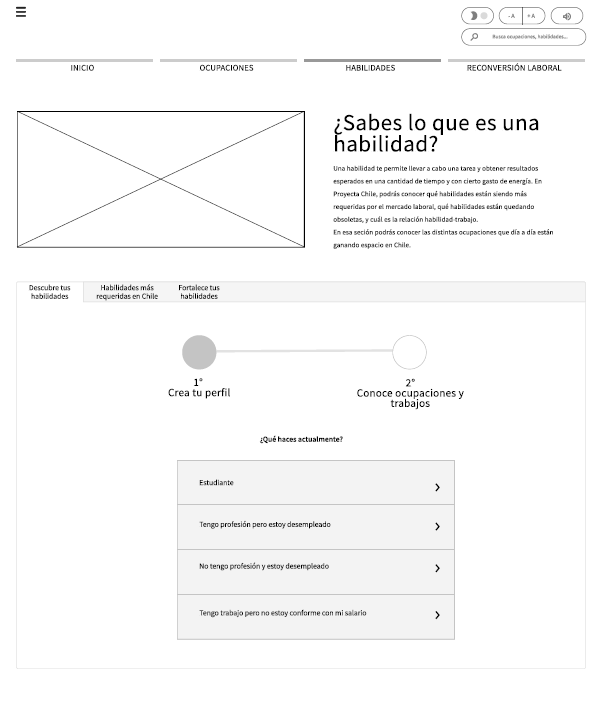 - A
+ A
Busca ocupaciones, habilidades...
INICIO
OCUPACIONES
HABILIDADES
RECONVERSIÓN LABORAL
¿Sabes lo que es una
habilidad?
Una habilidad te permite llevar a cabo una tarea y obtener resultados
esperados en una cantidad de tiempo y con cierto gasto de energía. En
Proyecta Chile, podrás conocer qué habilidades están siendo más
requeridas por el mercado laboral, qué habilidades están quedando
obsoletas, y cuál es la relación habilidad-trabajo.
En esa seción podrás conocer las distintas ocupaciones que día a día están
ganando espacio en Chile.
Descubre tus
habilidades
Habilidades más
requeridas en Chile
Fortalece tus
habilidades
1°
Crea tu perfil
2°
Conoce ocupaciones y
trabajos
¿Qué haces actualmente?
Estudiante
Tengo profesión pero estoy desempleado
No tengo profesión y estoy desempleado
Tengo trabajo pero no estoy conforme con mi salario